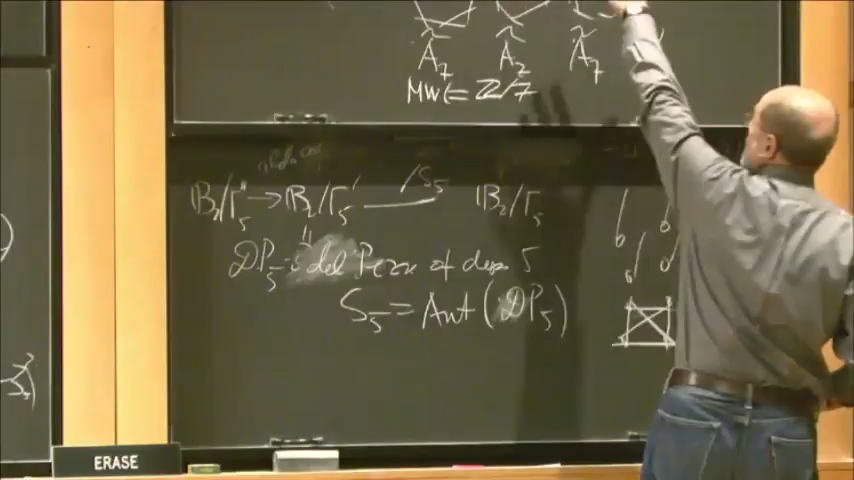 Ã₇ Ã₂ Ã₇
MW = ℤ/7
𝔹₂/Γ₅'' → 𝔹₂/Γ₅' /S₅ 𝔹₂/Γ₅
DP₅ = del Pezzo of deg. 5
S₅ = Aut (DP₅)
ERASE